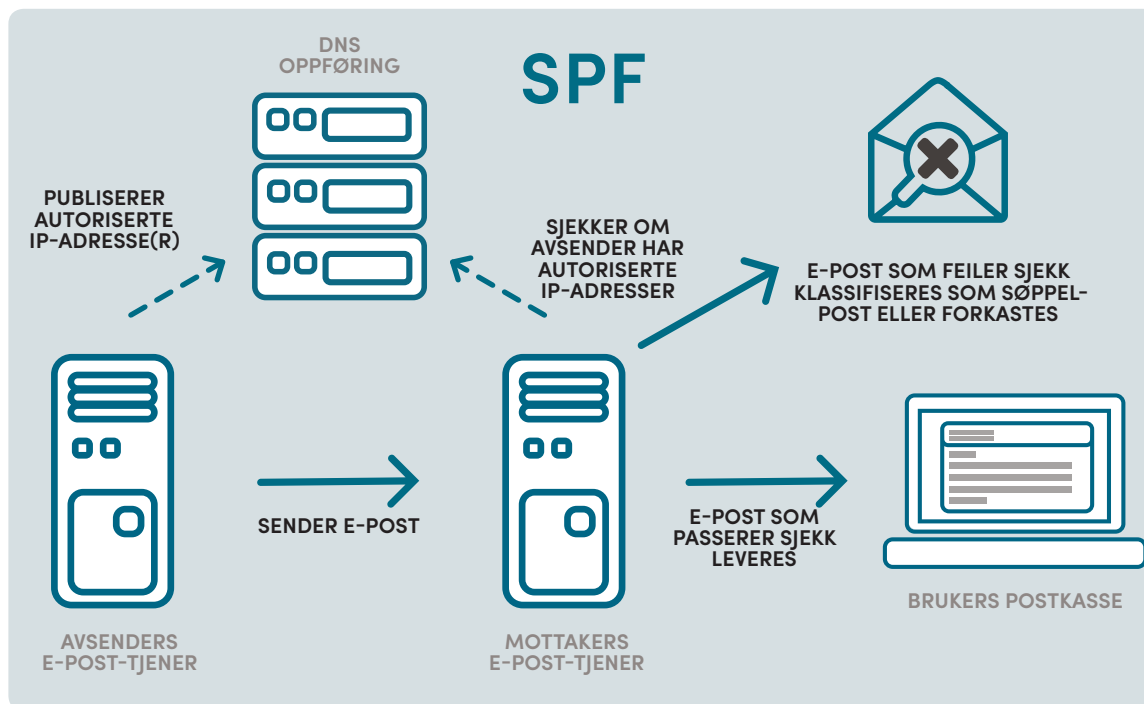 DNS
OPPFØRING
SPF
PUBLISERER
AUTORISERTE
IP-ADRESSE(R)
SJEKKER OM
AVSENDER HAR
AUTORISERTE
IP-ADRESSER
E-POST SOM FEILER SJEKK
KLASSIFISERES SOM SØPPEL-
POST ELLER FORKASTES
SENDER E-POST
E-POST SOM
PASSERER SJEKK
LEVERES
BRUKERS POSTKASSE
AVSENDERS
E-POST-TJENER
MOTTAKERS
E-POST-TJENER